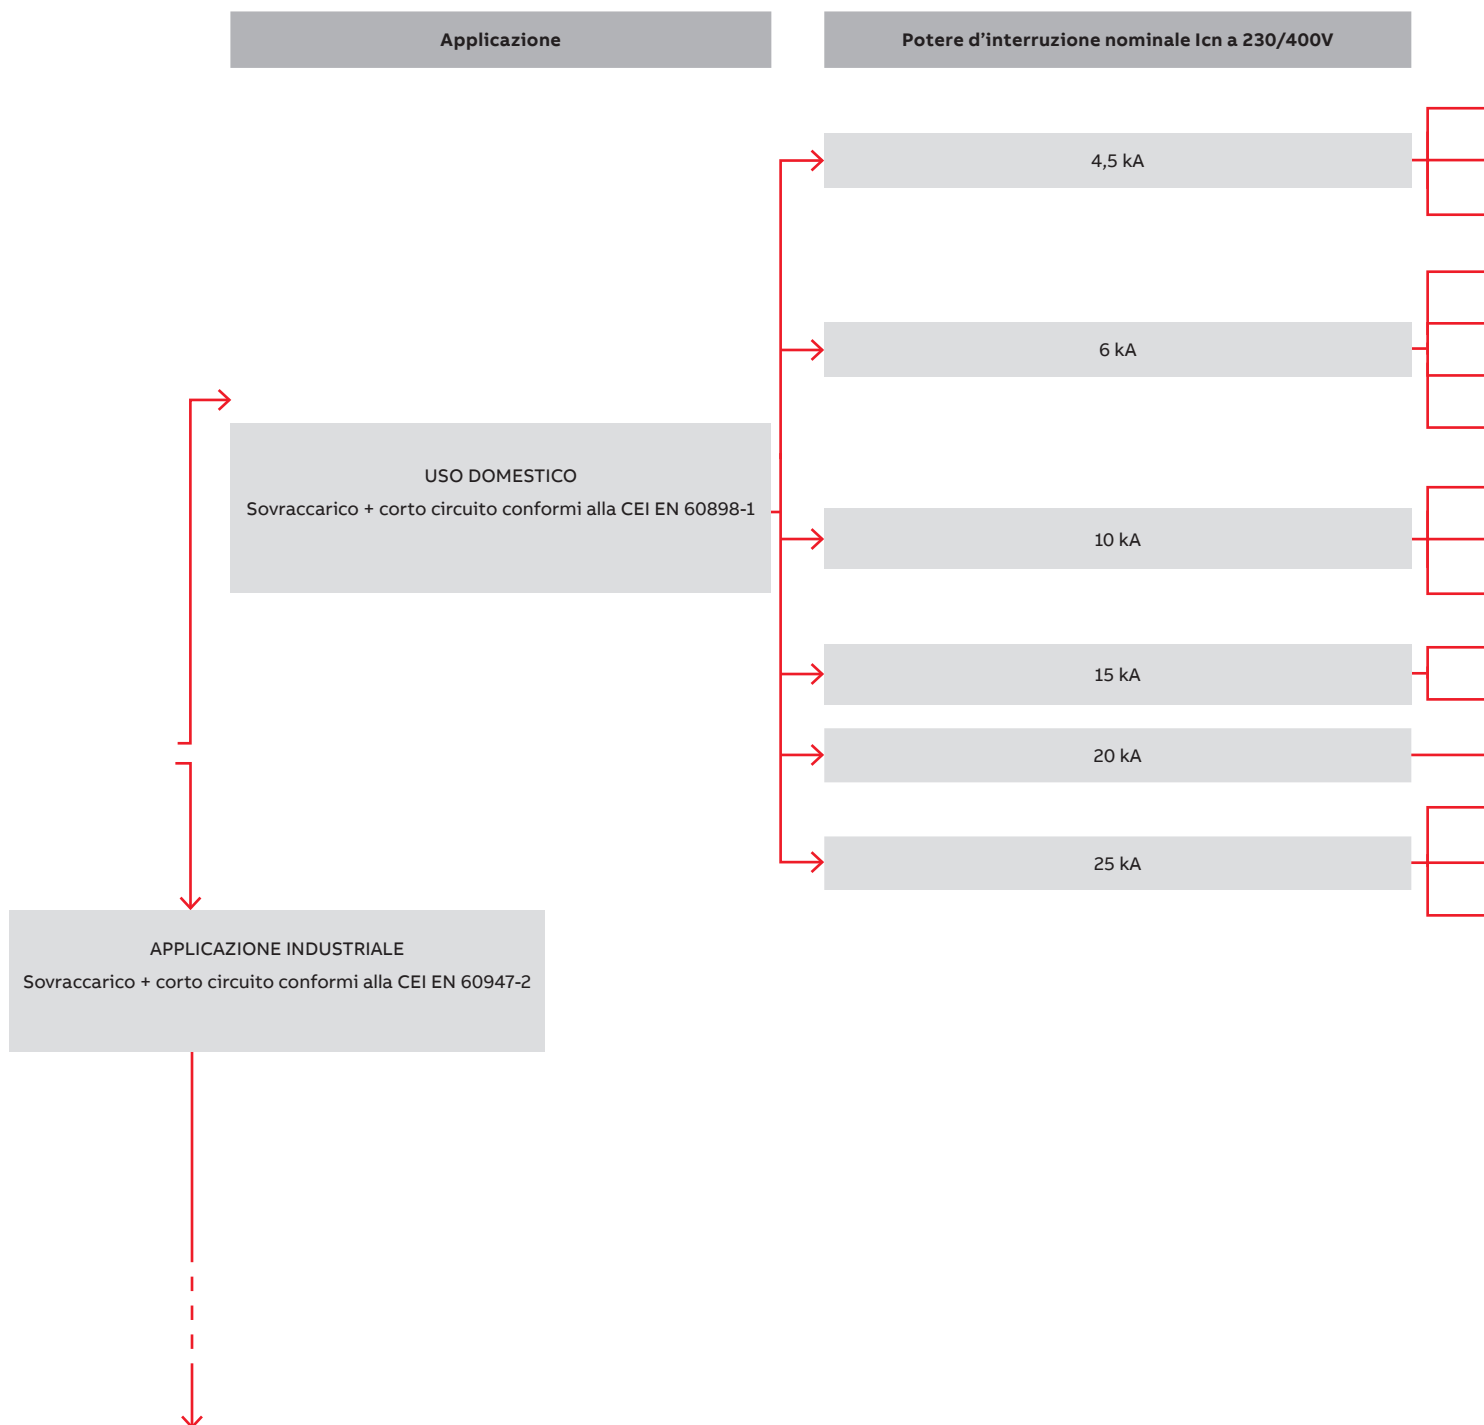 Applicazione
Potere d’interruzione nominale Icn a 230/400V
4,5 kA
6 kA
USO DOMESTICO
Sovraccarico + corto circuito conformi alla CEI EN 60898-1
10 kA
15 kA
20 kA
25 kA
APPLICAZIONE INDUSTRIALE
Sovraccarico + corto circuito conformi alla CEI EN 60947-2